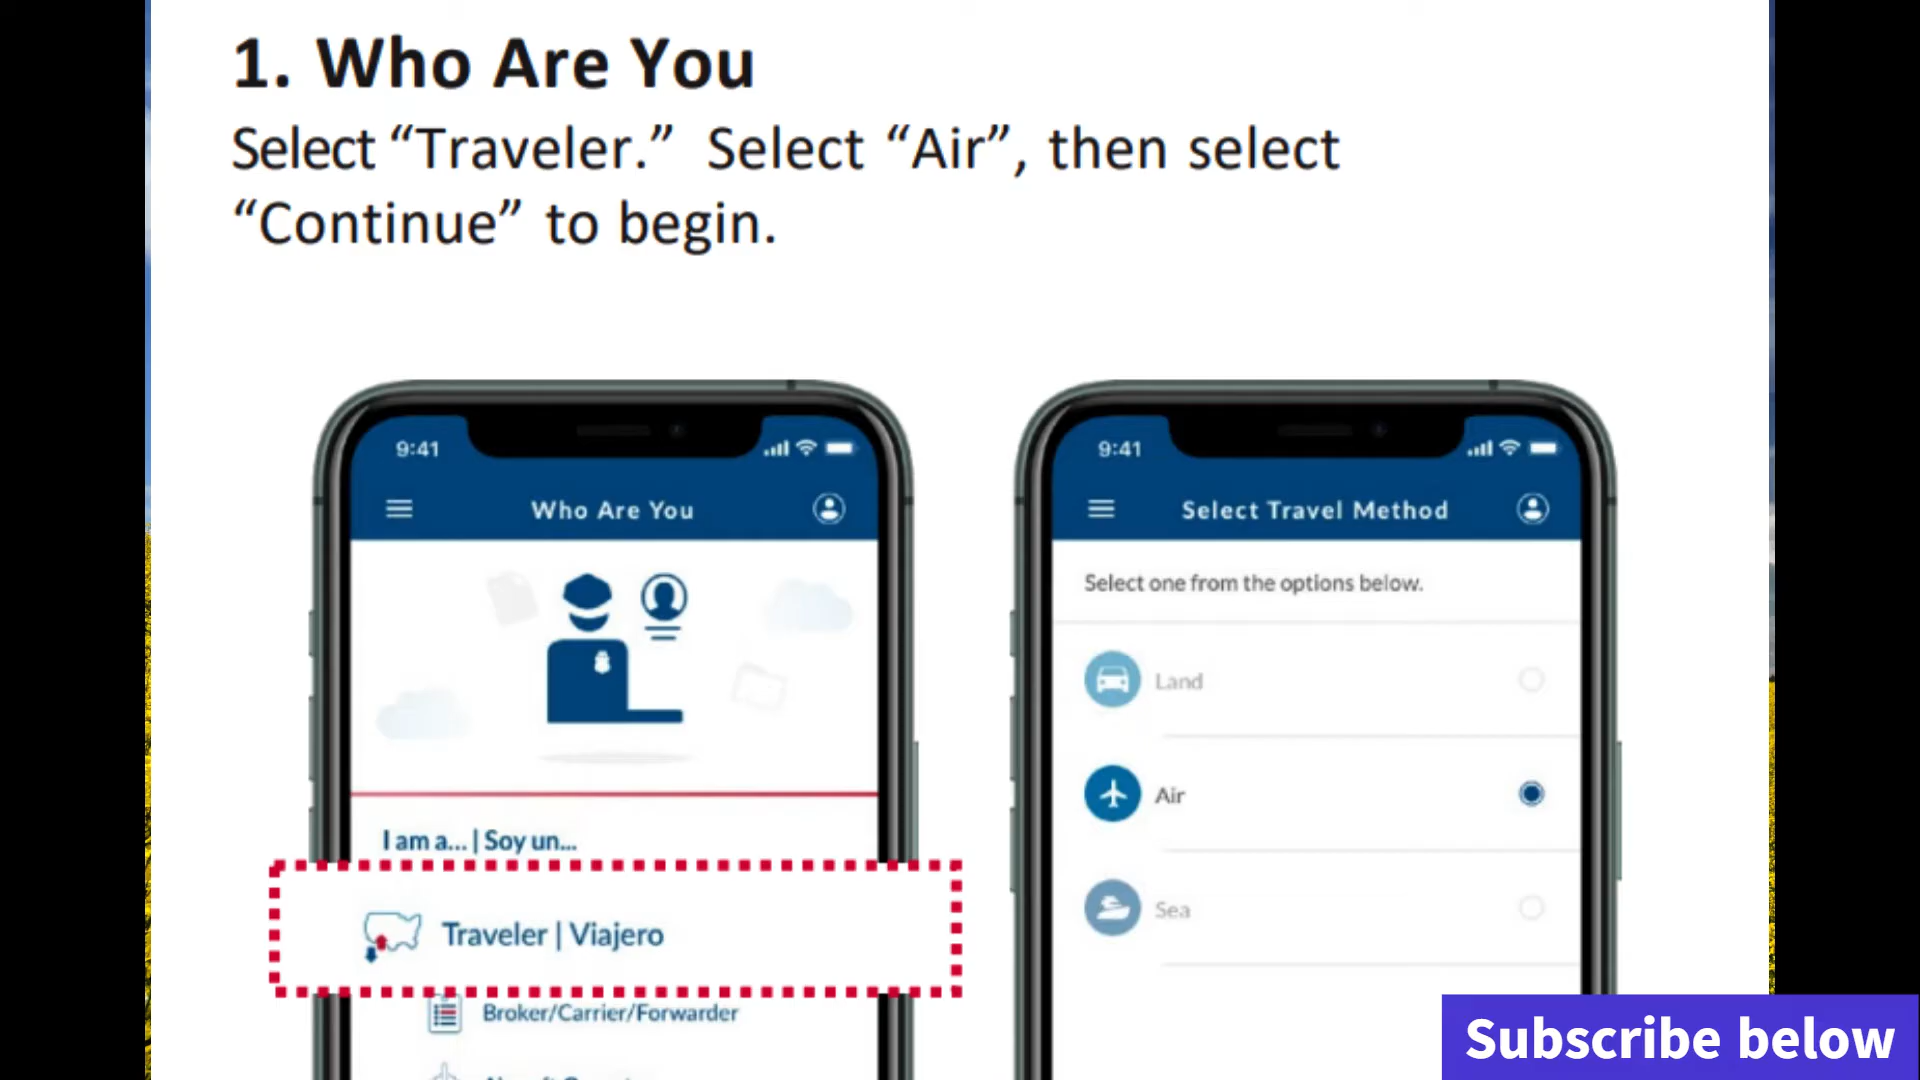 1. Who Are You
Select “Traveler.” Select “Air”, then select
“Continue” to begin.
9:41
Who Are You
I am a... | Soy un...
Traveler | Viajero
Broker/Carrier/Forwarder
9:41
Select Travel Method
Select one from the options below.
Land
Air
Sea
Subscribe below